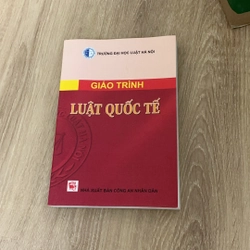 TRƯỜNG ĐẠI HỌC LUẬT HÀ NỘI
GIÁO TRÌNH
LUẬT QUỐC TẾ
NHÀ XUẤT BẢN CÔNG AN NHÂN DÂN